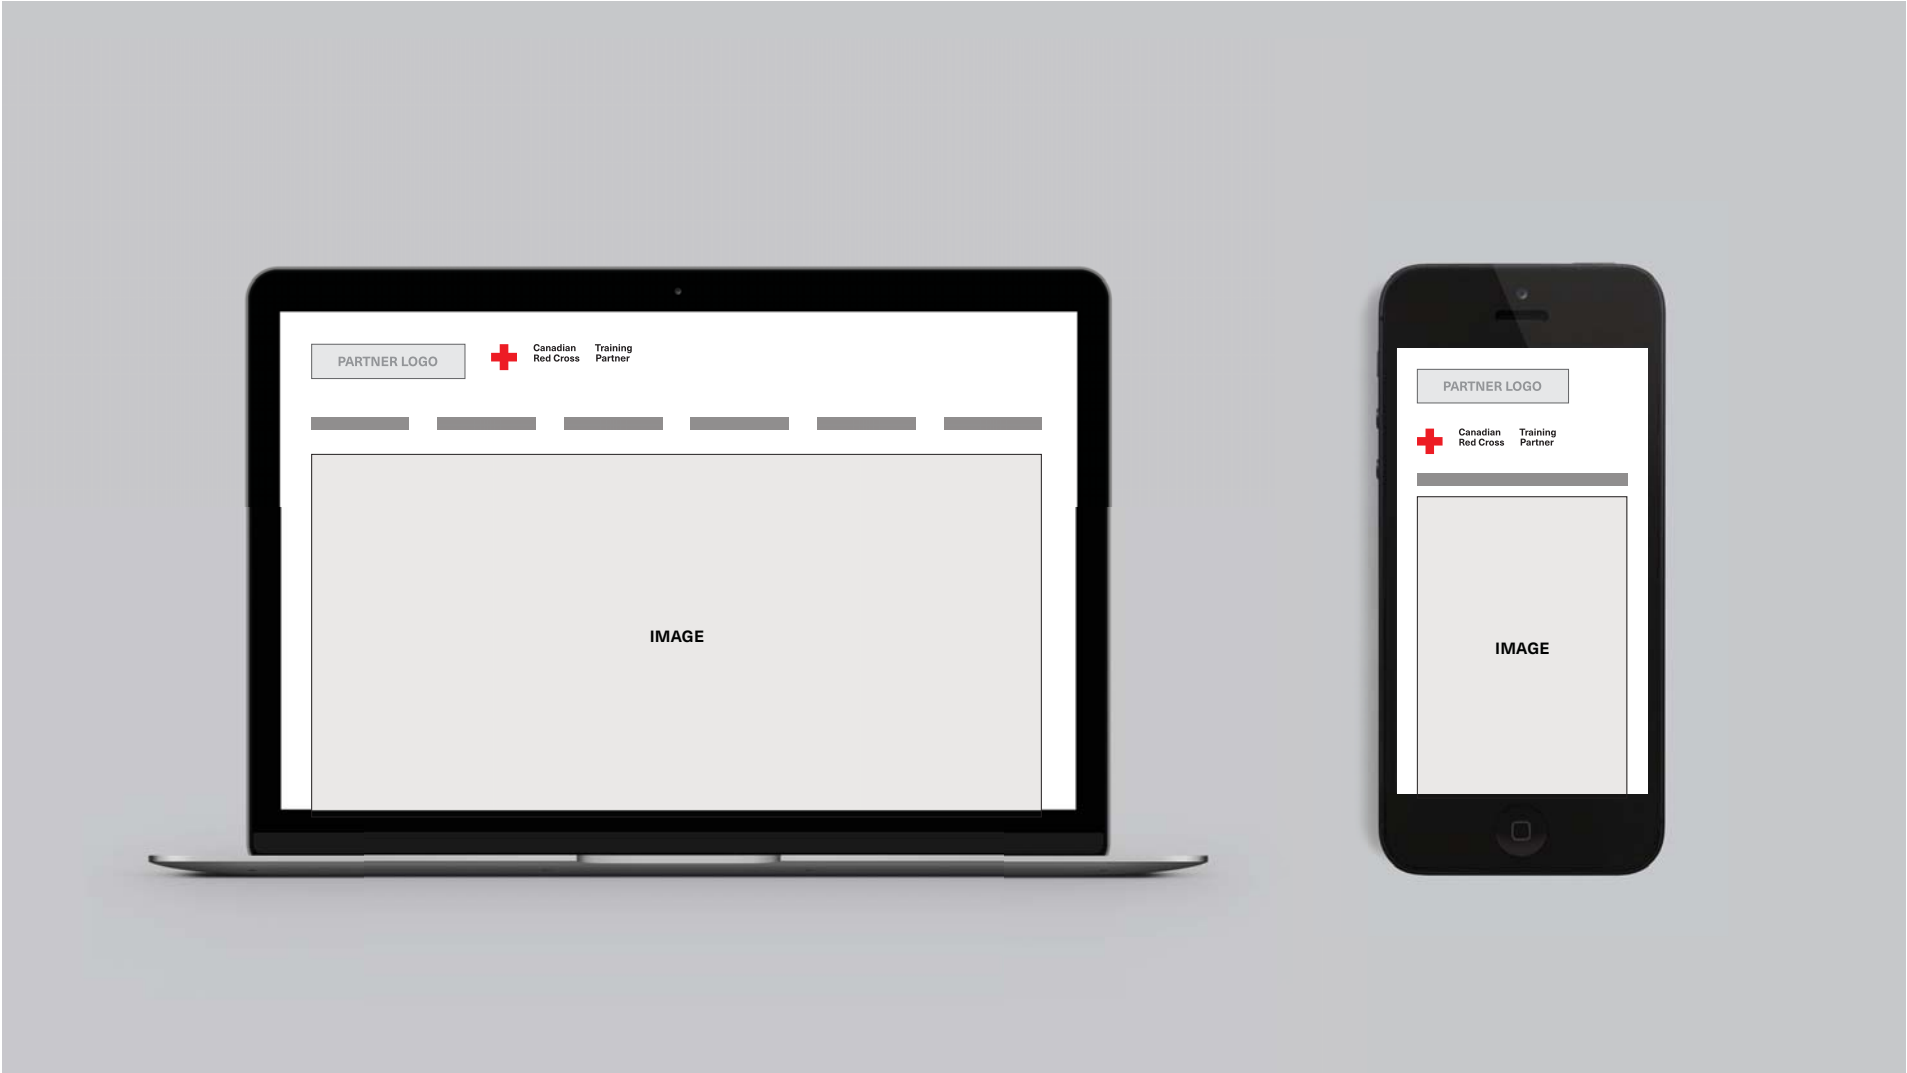 PARTNER LOGO
Canadian Training
Red Cross Partner
IMAGE
PARTNER LOGO
Canadian Training
Red Cross Partner
IMAGE